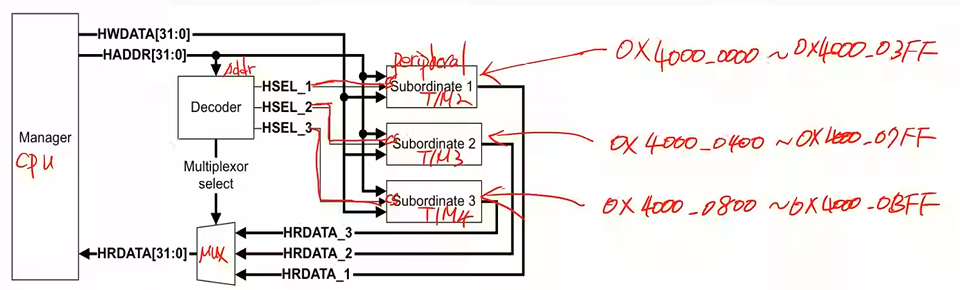 HWDATA[31:0]
HADDR[31:0]
Addr
Decoder
HSEL_1
HSEL_2
HSEL_3
Manager
CPU
Multiplexor
select
MUX
HRDATA[31:0]
peripheral
Subordinate 1
TIM2
0X4000_0000 ~ 0X4000_03FF
Subordinate 2
TIM3
0X4000_0400 ~ 0X4000_07FF
Subordinate 3
TIM4
0X4000_0800 ~ 0X4000_0BFF
HRDATA_3
HRDATA_2
HRDATA_1